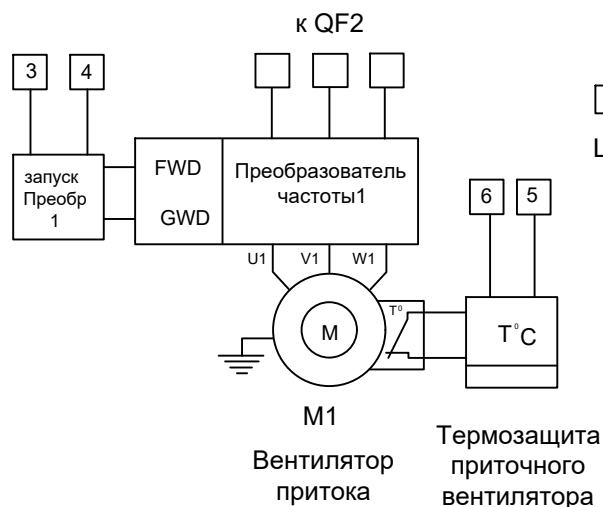 к QF2
3
4
запуск
Преобр
1
FWD
GWD
Преобразователь
частоты1
6
5
U1
V1
W1
T°
M
T°C
M1
Вентилятор
притока
Термозащита
приточного
вентилятора